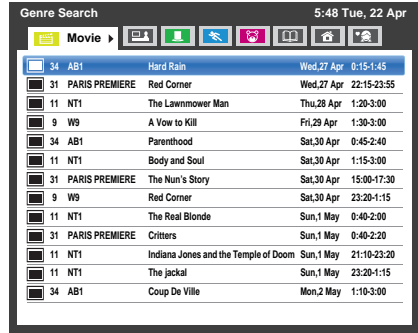 Genre Search 5:48 Tue, 22 Apr
Movie
34 AB1 Hard Rain Wed,27 Apr 0:15-1:45
31 PARIS PREMIERE Red Corner Wed,27 Apr 22:15-23:55
11 NT1 The Lawnmower Man Thu,28 Apr 1:20-3:00
9 W9 A Vow to Kill Fri,29 Apr 1:30-3:00
34 AB1 Parenthood Sat,30 Apr 0:45-2:40
11 NT1 Body and Soul Sat,30 Apr 1:15-3:00
31 PARIS PREMIERE The Nun's Story Sat,30 Apr 15:00-17:30
9 W9 Red Corner Sat,30 Apr 23:20-1:15
11 NT1 The Real Blonde Sun,1 May 0:40-2:00
31 PARIS PREMIERE Critters Sun,1 May 0:40-2:20
11 NT1 Indiana Jones and the Temple of Doom Sun,1 May 21:10-23:20
11 NT1 The jackal Sun,1 May 23:20-1:15
34 AB1 Coup De Ville Mon,2 May 1:10-3:00